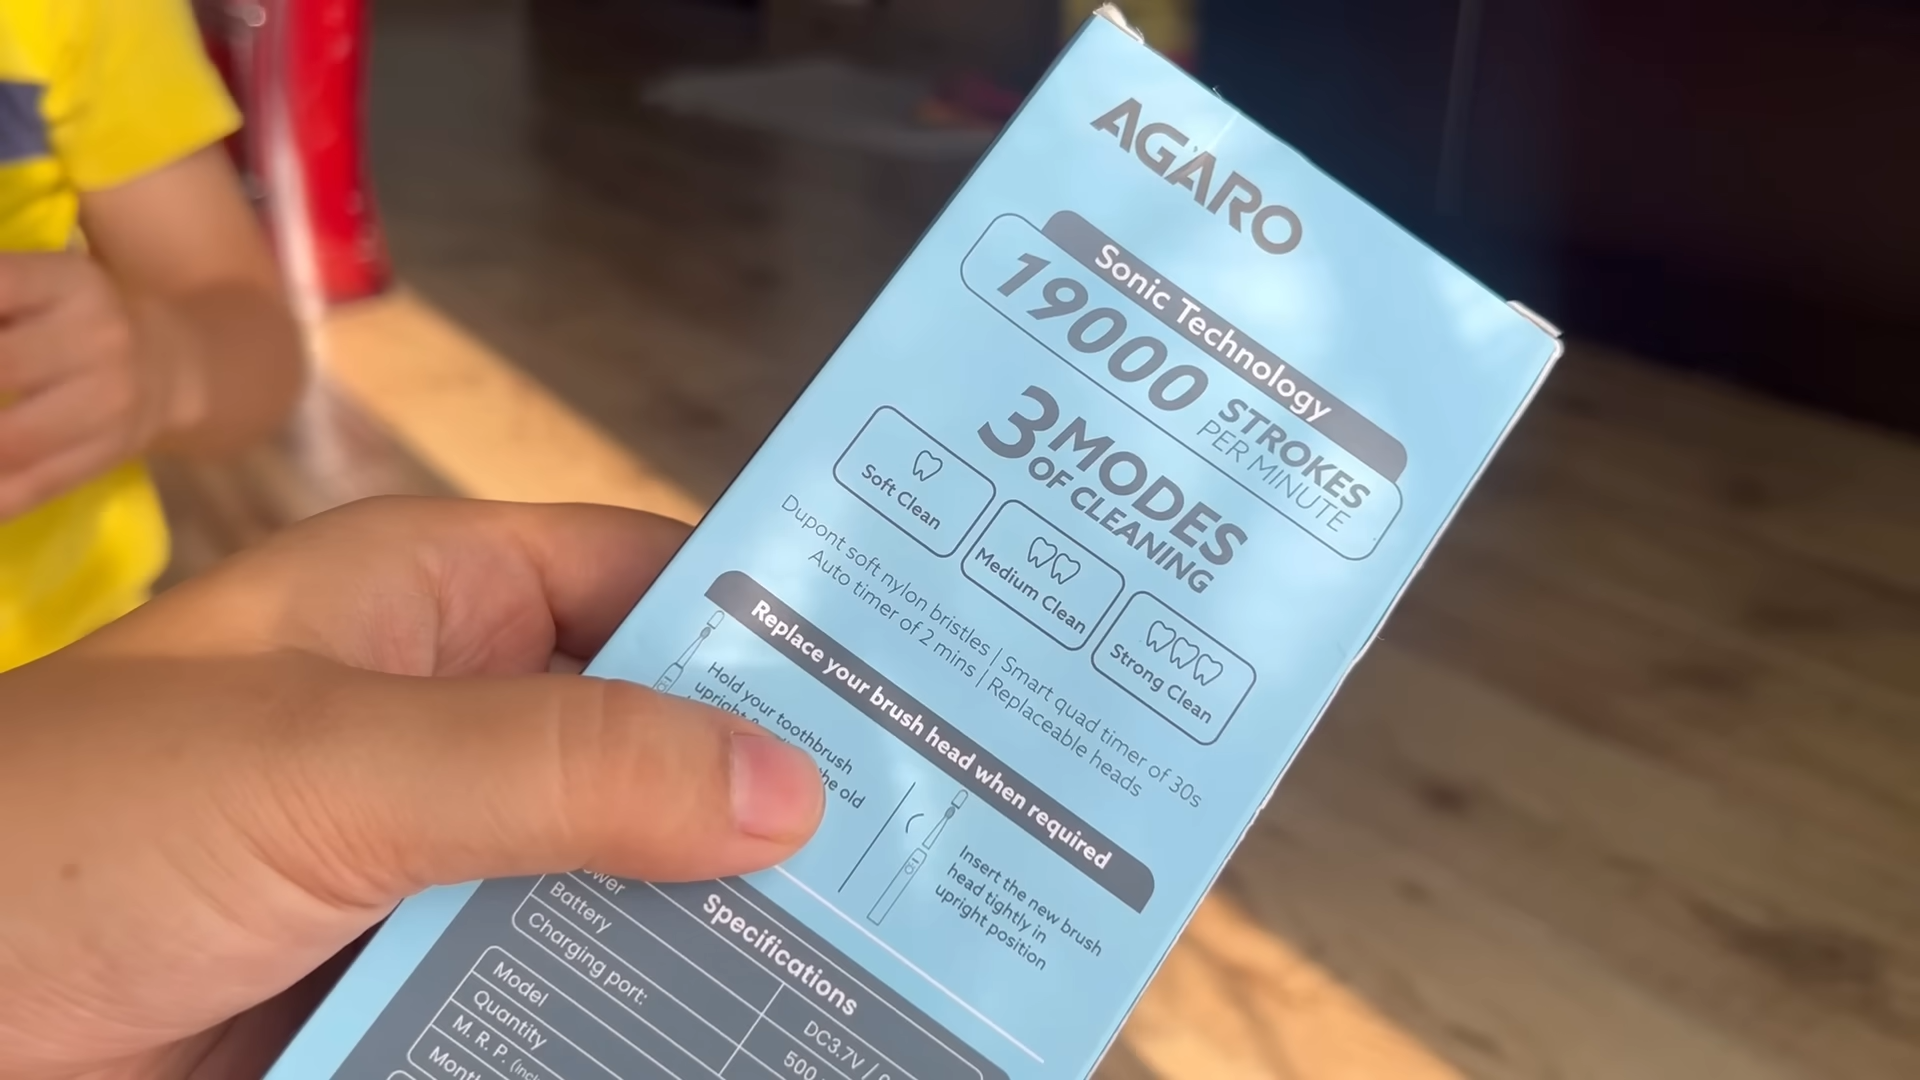 AGARO
Sonic Technology
19000 STROKES
PER MINUTE
3 MODES
OF CLEANING
Soft Clean
Medium Clean
Strong Clean
Dupont soft nylon bristles | Smart quad timer of 30s
Auto timer of 2 mins | Replaceable heads
Replace your brush head when required
Hold your toothbrush
upright
the old
Insert the new brush
head tightly in
upright position
Specifications
DC3.7V /
Battery
500
Charging port:
Model
Quantity
M. R. P.